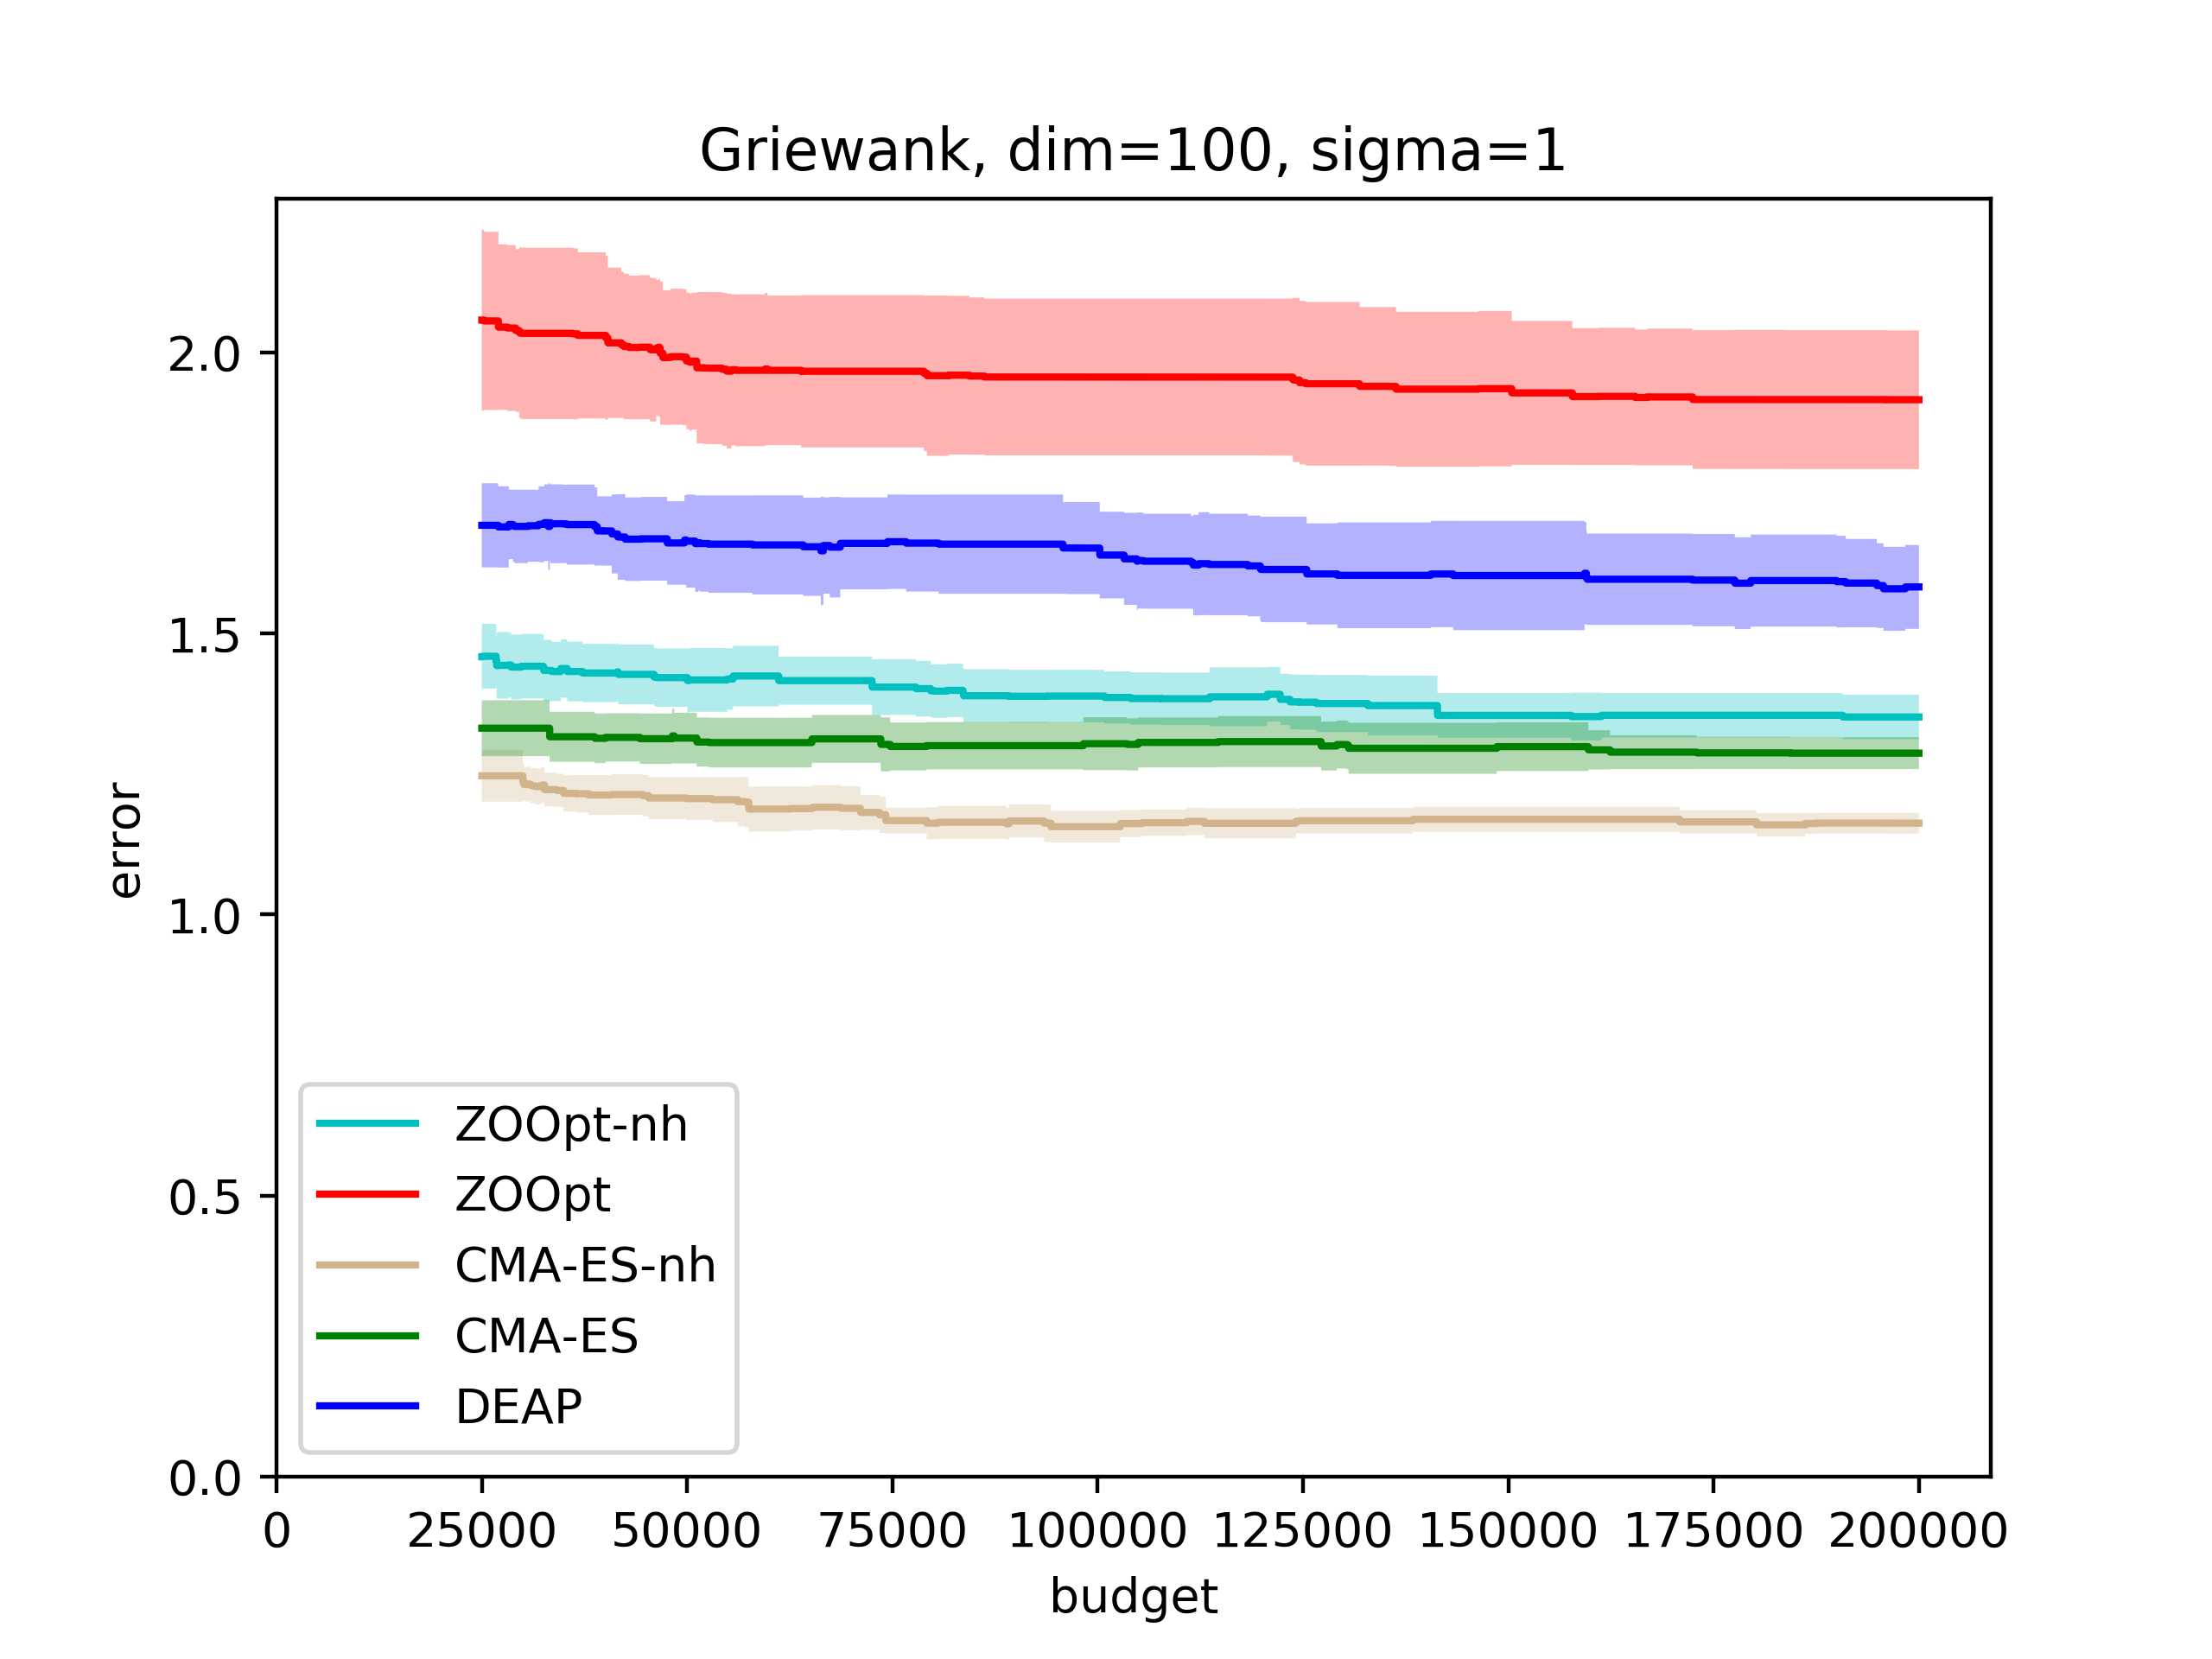 Griewank, dim=100, sigma=1
error
2.0
1.5
1.0
0.5
0.0
ZOOpt-nh
ZOOpt
CMA-ES-nh
CMA-ES
DEAP
0 25000 50000 75000 100000 125000 150000 175000 200000
budget